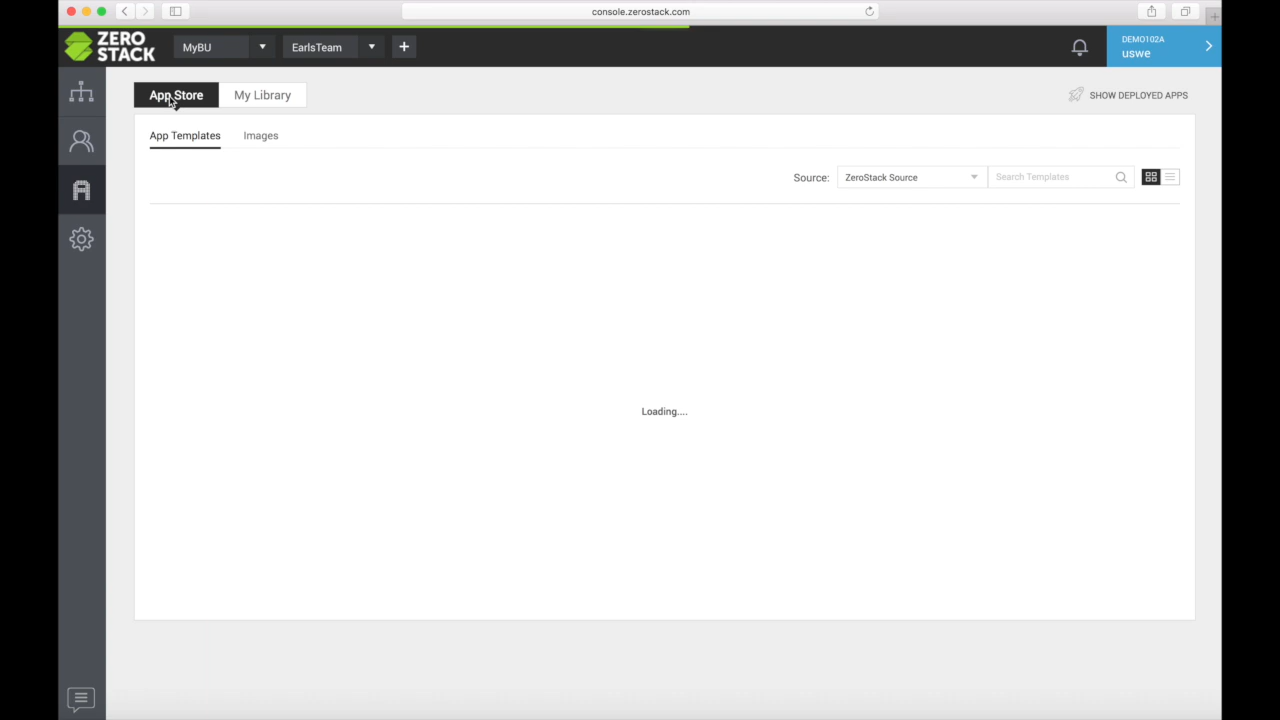 console.zerostack.com
ZERO STACK
MyBU
EarlsTeam
DEMO102A
uswe
App Store
My Library
SHOW DEPLOYED APPS
App Templates
Images
Source:
ZeroStack Source
Search Templates
Loading....